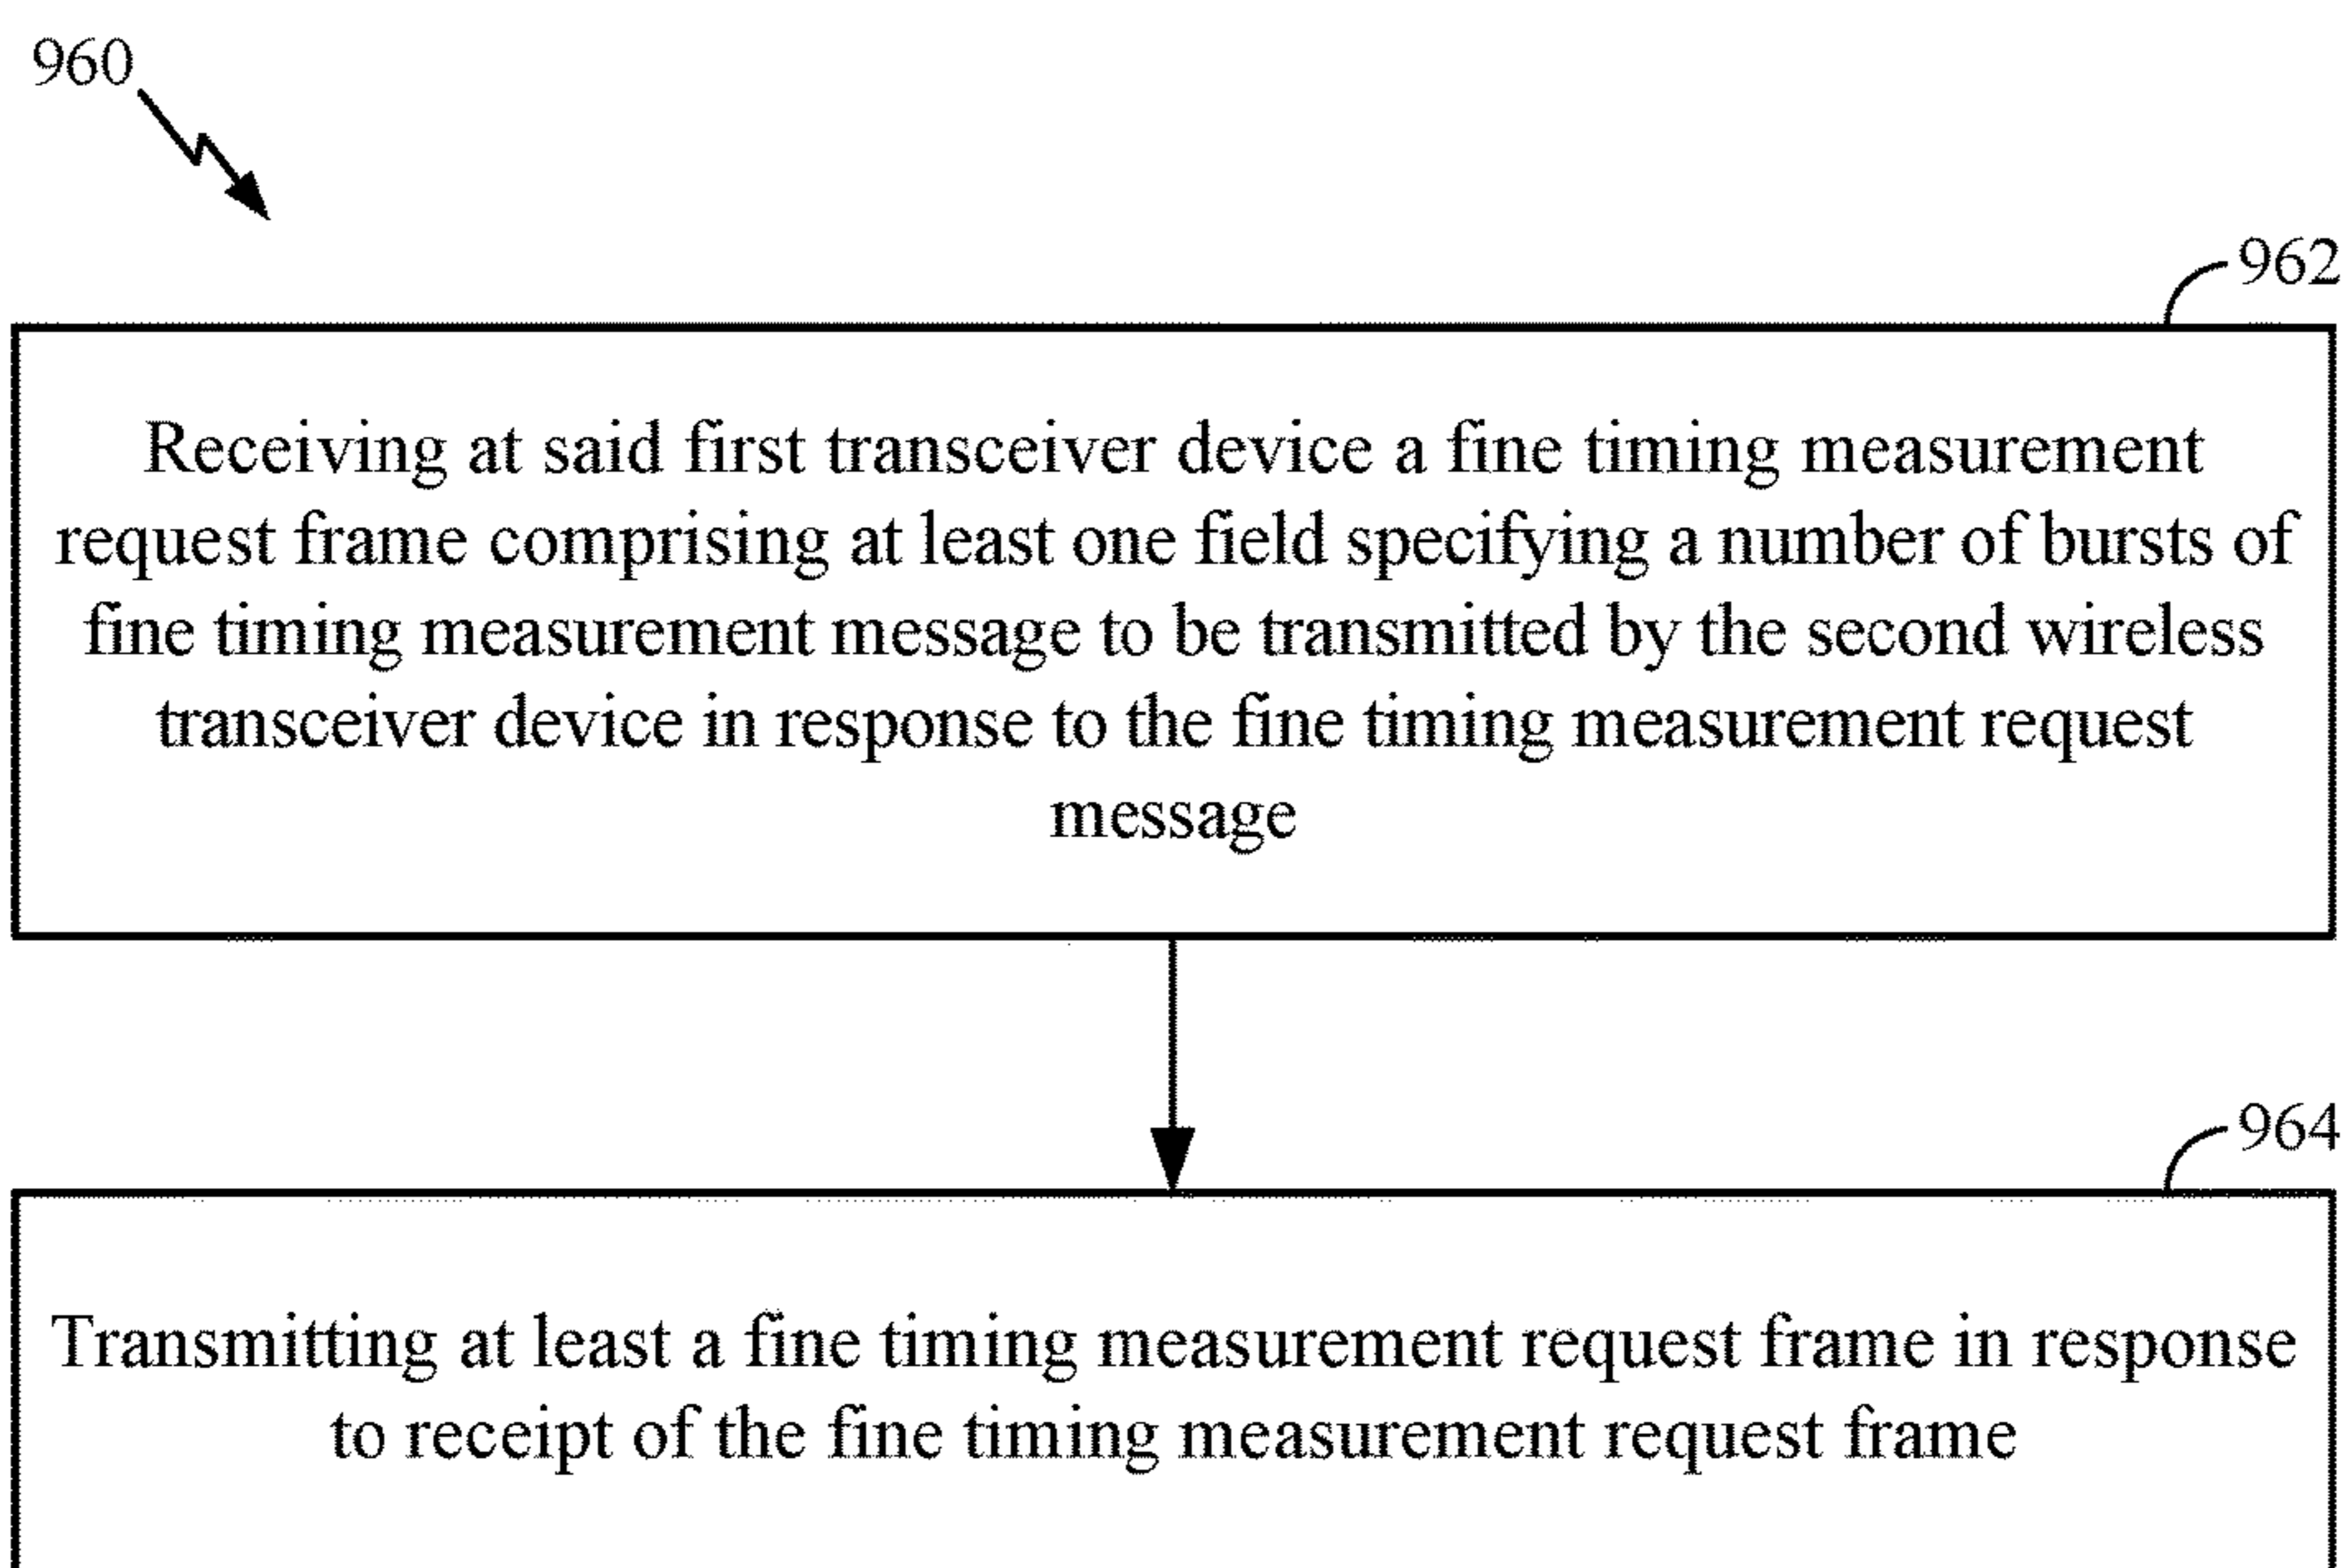 960
962
Receiving at said first transceiver device a fine timing measurement
request frame comprising at least one field specifying a number of bursts of
fine timing measurement message to be transmitted by the second wireless
transceiver device in response to the fine timing measurement request
message
964
Transmitting at least a fine timing measurement request frame in response
to receipt of the fine timing measurement request frame